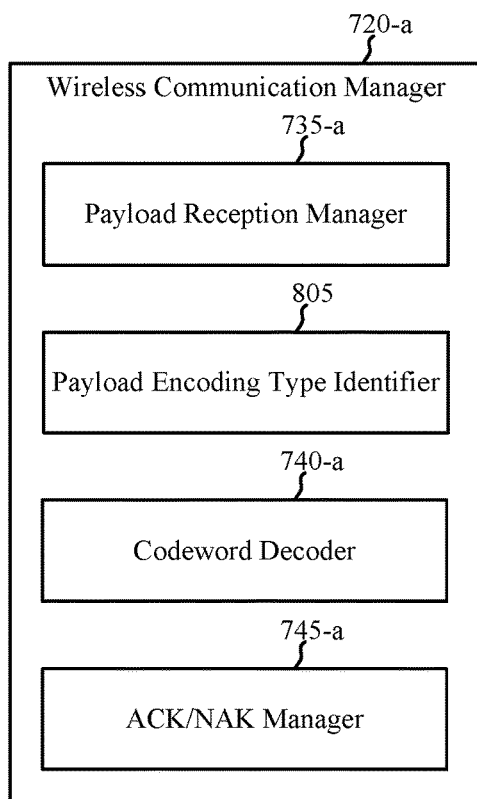 720-a
Wireless Communication Manager
735-a
Payload Reception Manager
805
Payload Encoding Type Identifier
740-a
Codeword Decoder
745-a
ACK/NAK Manager